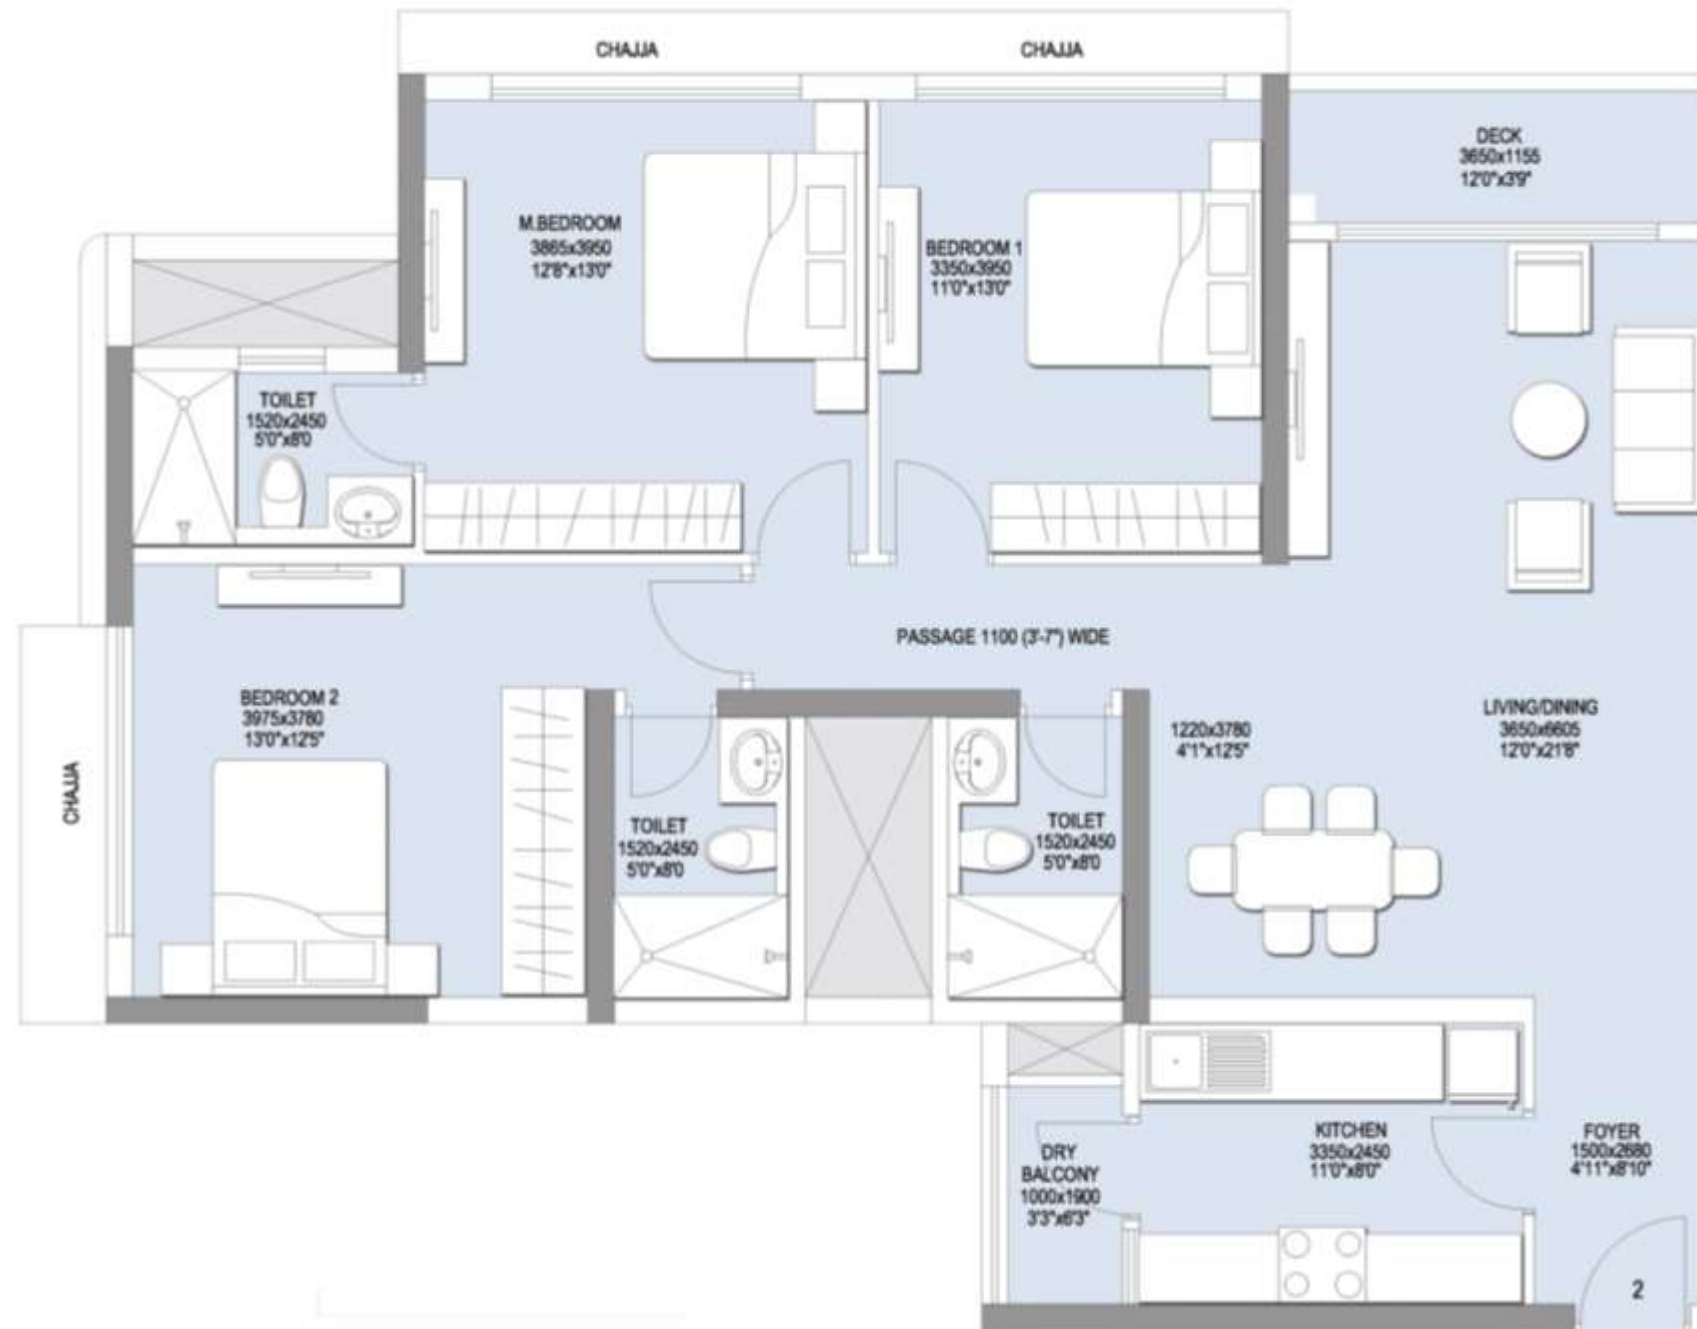 CHAJJA
CHAJJA
DECK
3650x1155
12'0"x3'9"
M.BEDROOM
3865x3950
12'8"x13'0"
BEDROOM 1
3350x3950
11'0"x13'0"
TOILET
1520x2450
5'0"x8'0
PASSAGE 1100 (3'-7") WIDE
BEDROOM 2
3975x3780
13'0"x12'5"
CHAJJA
1220x3780
4'1"x12'5"
LIVING/DINING
3650x6605
12'0"x21'8"
TOILET
1520x2450
5'0"x8'0
TOILET
1520x2450
5'0"x8'0
DRY
BALCONY
1000x1900
3'3"x6'3"
KITCHEN
3350x2450
11'0"x8'0"
FOYER
1500x2680
4'11"x8'10"
2